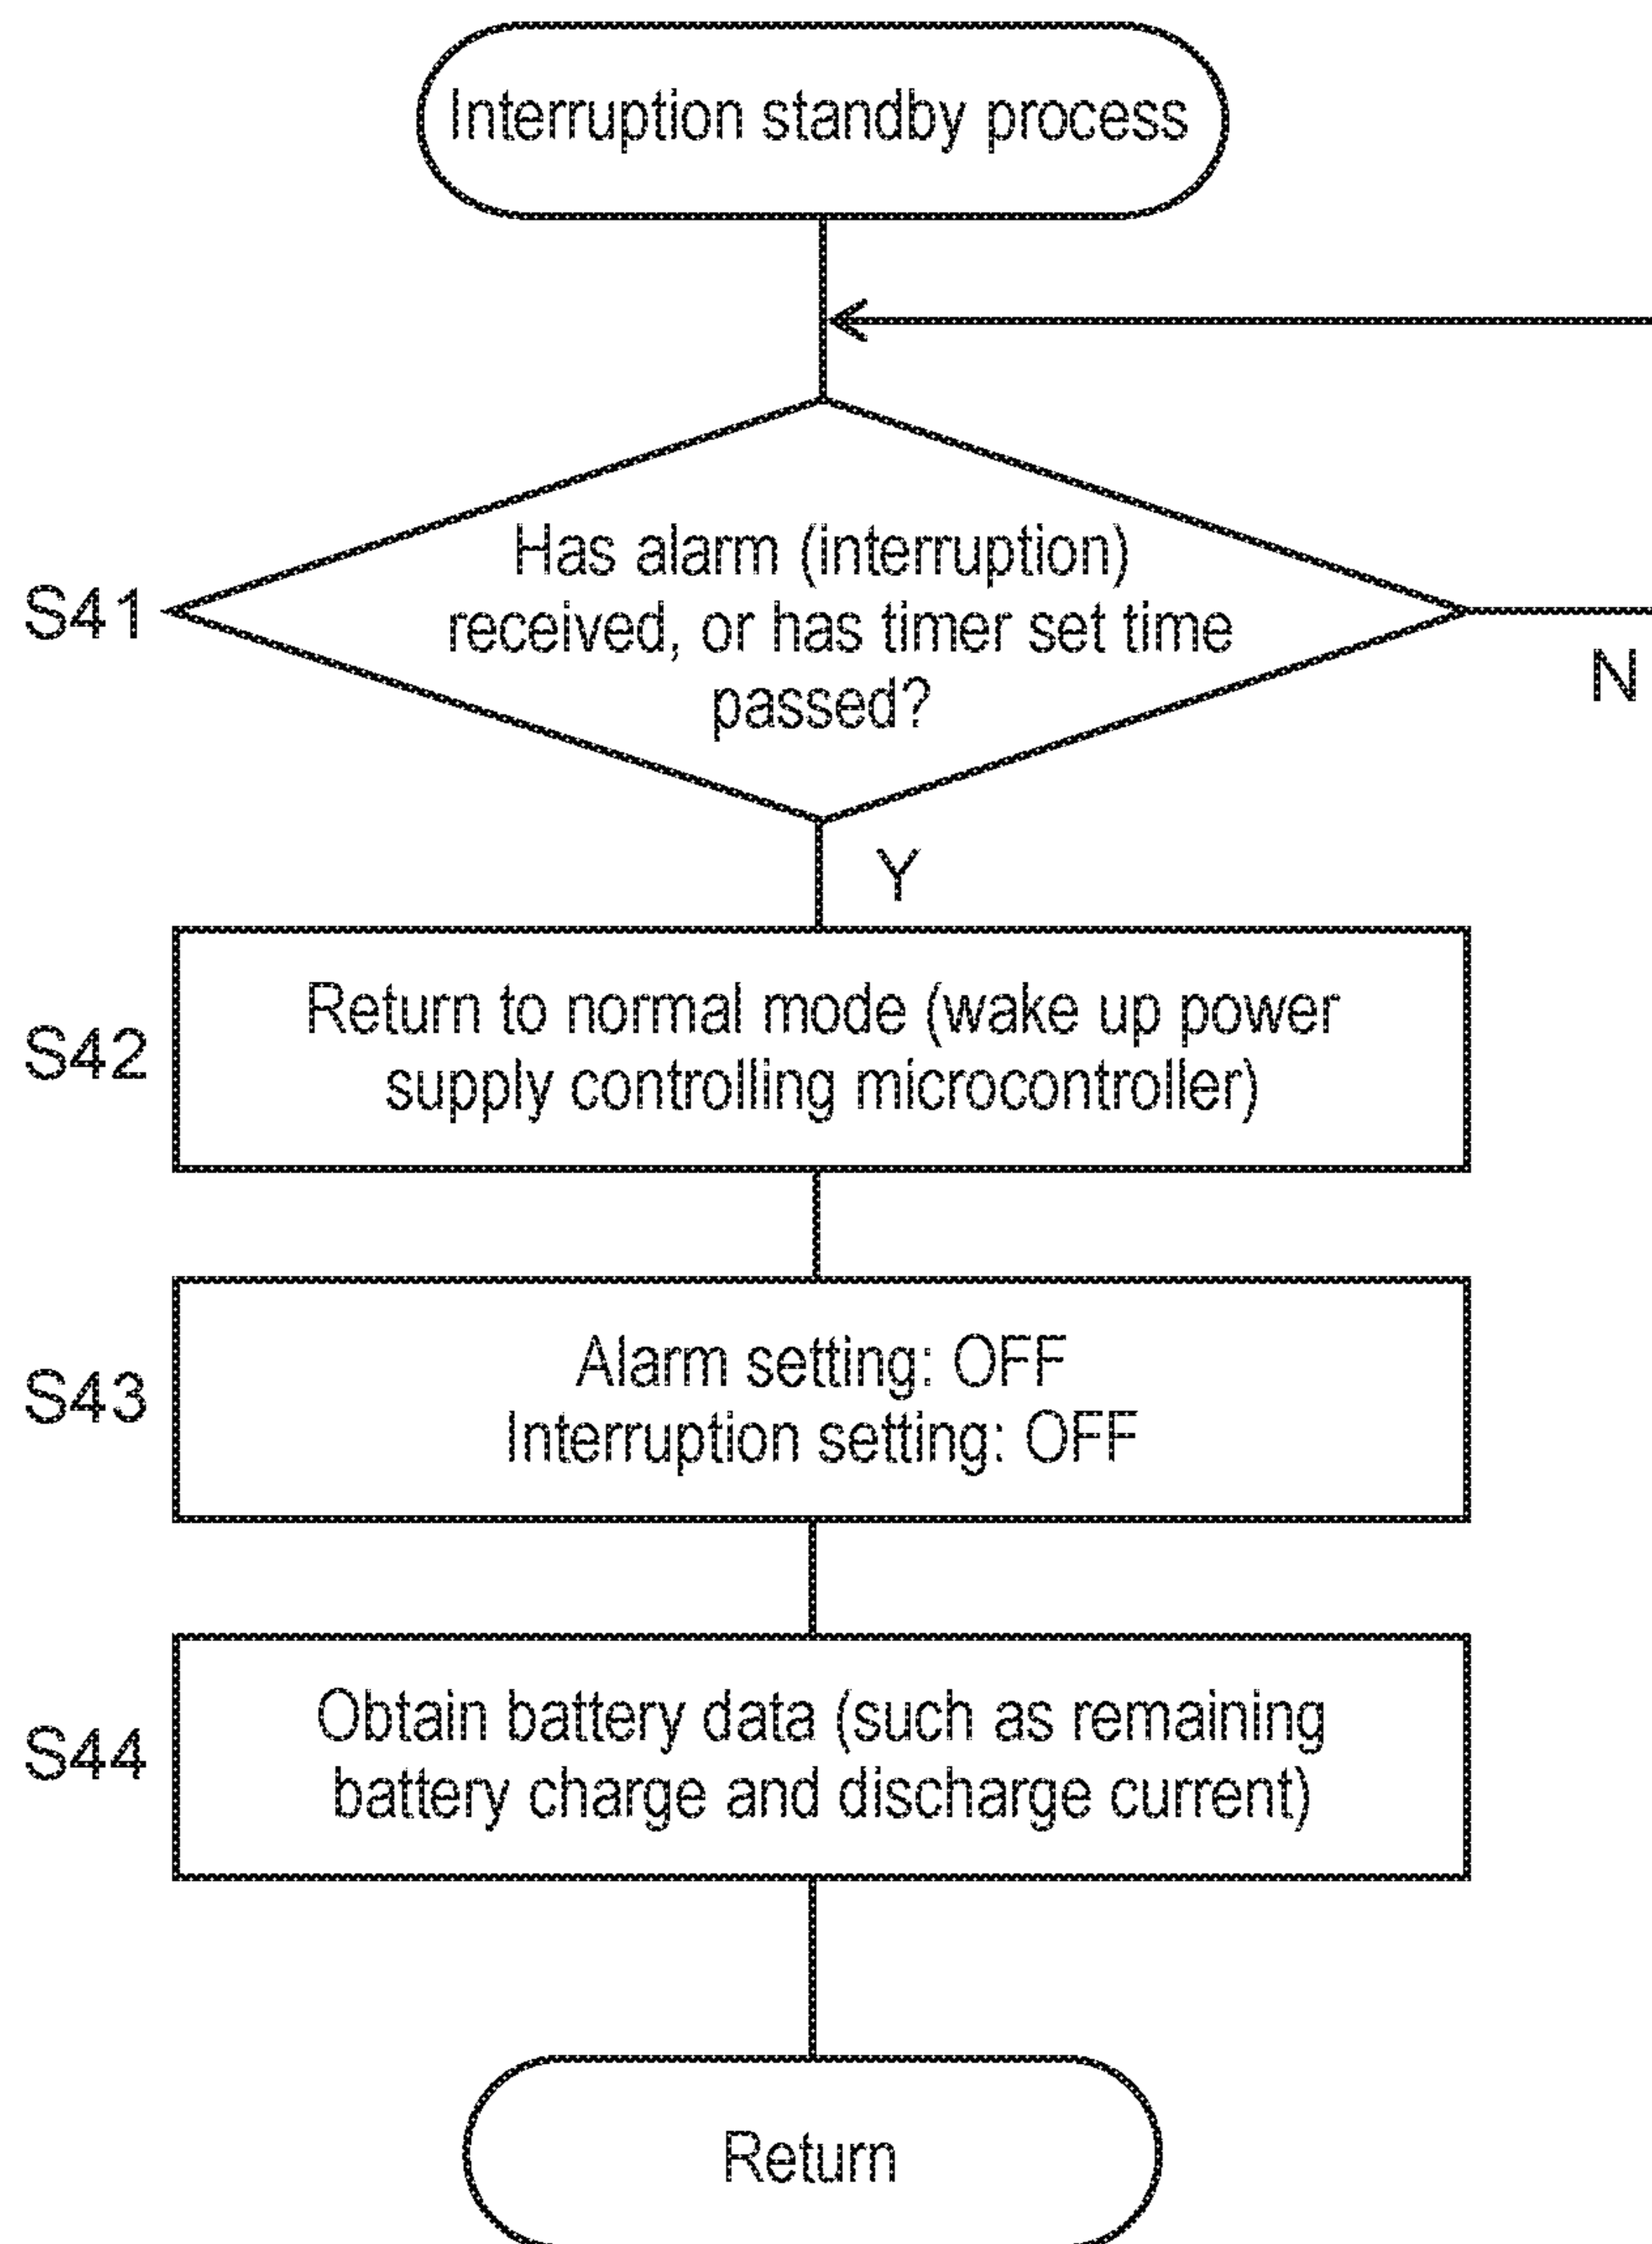 Interruption standby process
S41
Has alarm (interruption)
received, or has timer set time
passed?
N
Y
S42
Return to normal mode (wake up power
supply controlling microcontroller)
S43
Alarm setting: OFF
Interruption setting: OFF
S44
Obtain battery data (such as remaining
battery charge and discharge current)
Return